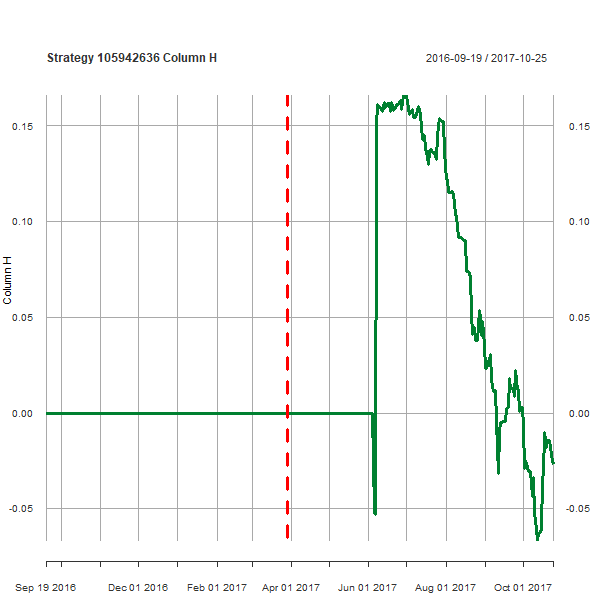 Strategy 105942636 Column H
2016-09-19 / 2017-10-25
0.15
0.15
0.10
0.10
0.05
0.05
0.00
0.00
-0.05
-0.05
Column H
Sep 19 2016
Dec 01 2016
Feb 01 2017
Apr 01 2017
Jun 01 2017
Aug 01 2017
Oct 01 2017